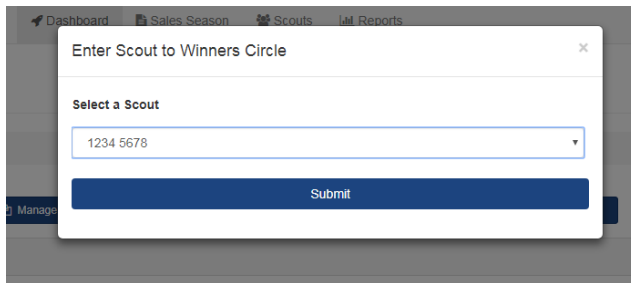 Dashboard Sales Season Scouts Reports
Enter Scout to Winners Circle ×
Select a Scout
1234 5678
Submit
Manage